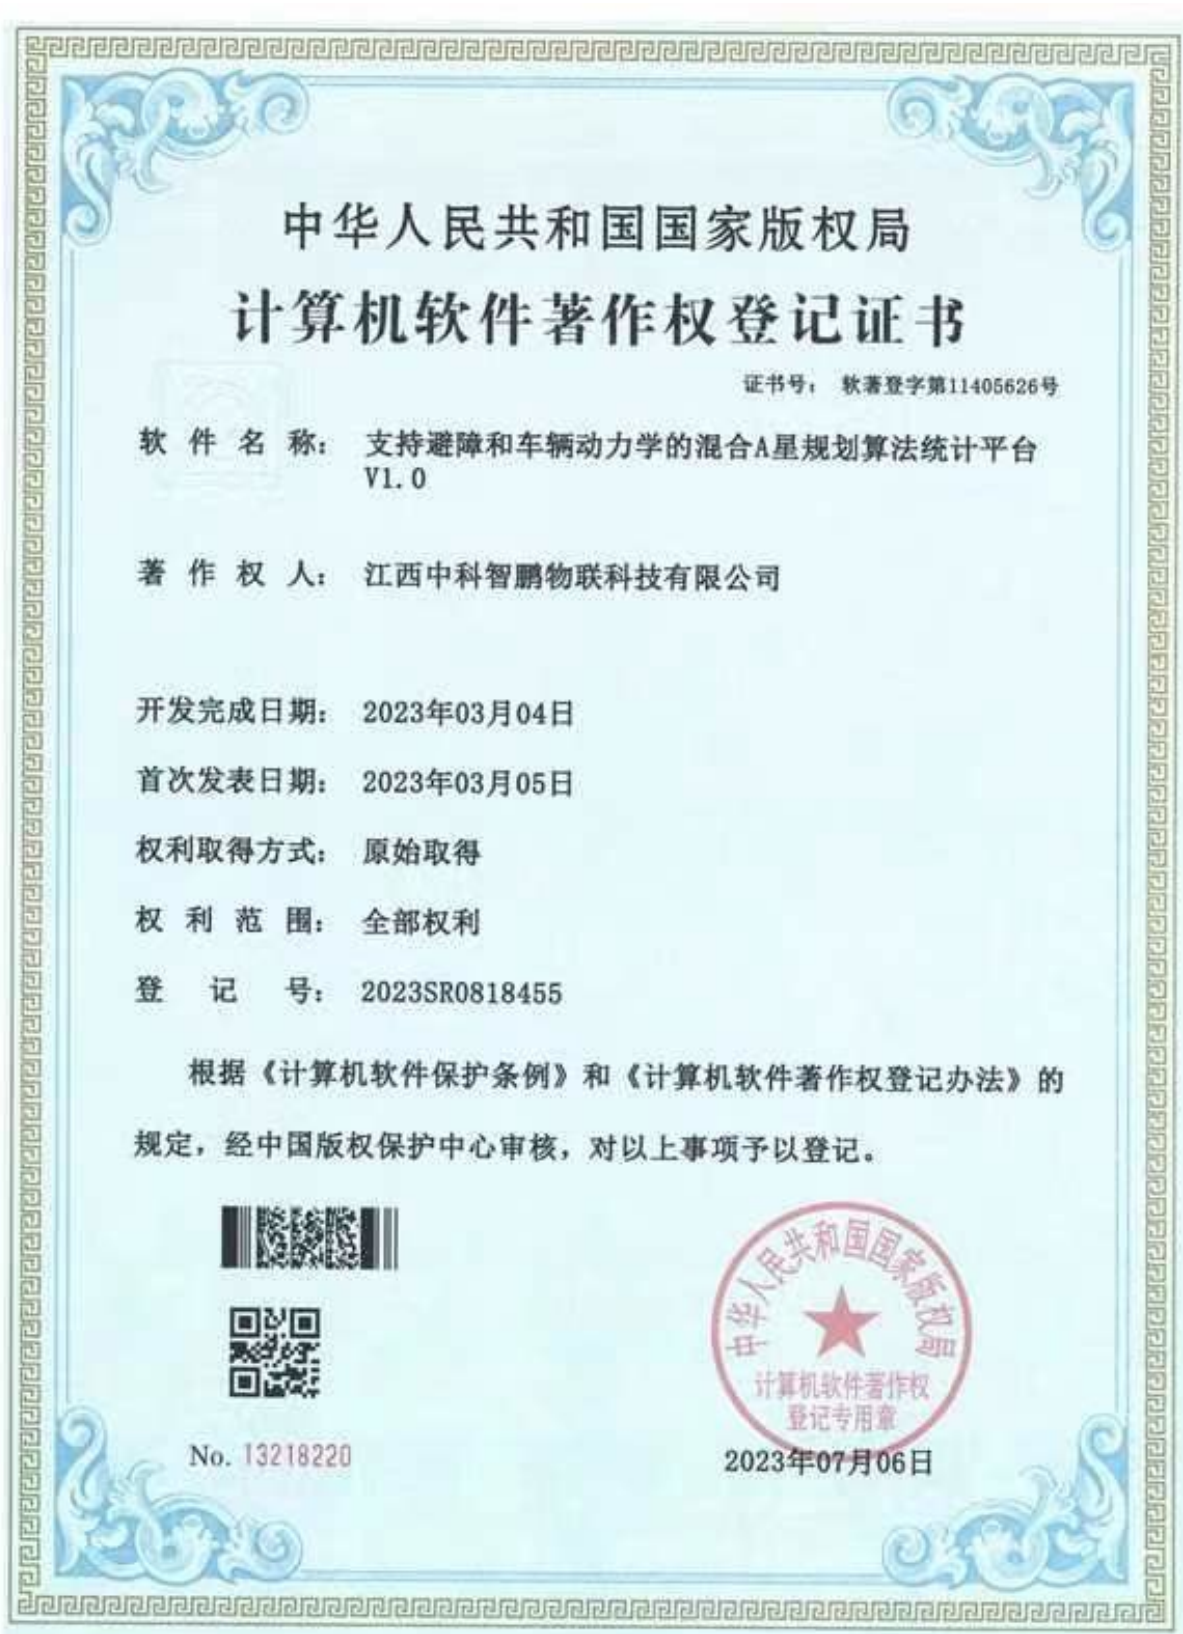 中华人民共和国国家版权局
计算机软件著作权登记证书
证书号： 软著登字第11405626号
软件名称： 支持避障和车辆动力学的混合A星规划算法统计平台
V1.0
著作权人： 江西中科智鹏物联科技有限公司
开发完成日期： 2023年03月04日
首次发表日期： 2023年03月05日
权利取得方式： 原始取得
权利范围： 全部权利
登记号： 2023SR0818455
根据《计算机软件保护条例》和《计算机软件著作权登记办法》的
规定，经中国版权保护中心审核，对以上事项予以登记。
中华人民共和国国家版权局
计算机软件著作权
登记专用章
No. 13218220
2023年07月06日